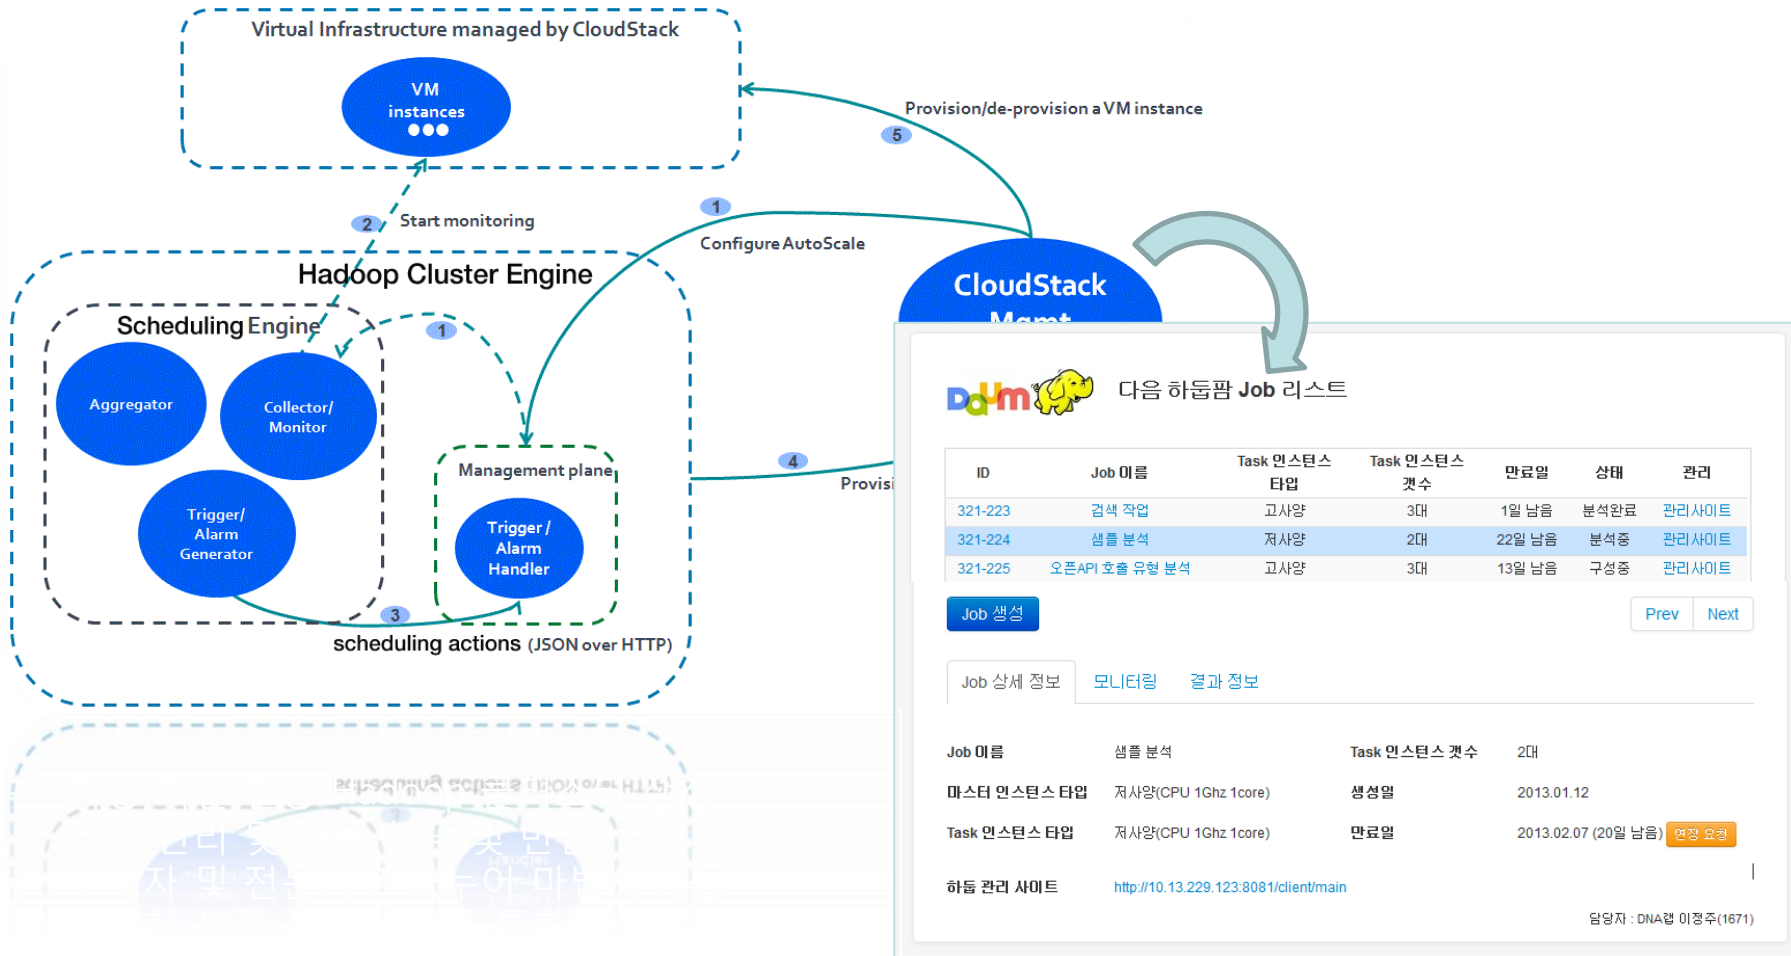 Virtual Infrastructure managed by CloudStack
VM
instances
Provision/de-provision a VM instance
5
2
Start monitoring
1
Configure AutoScale
Hadoop Cluster Engine
CloudStack
Mgmt
Scheduling Engine
1
Aggregator
Collector/
Monitor
Trigger/
Alarm
Generator
Management plane
Trigger /
Alarm
Handler
4
3
scheduling actions (JSON over HTTP)
Daum
다음 하둡팜 Job 리스트
ID Job 이름 Task 인스턴스 타입 Task 인스턴스 갯수 만료일 상태 관리
321-223 검색 작업 고사양 3대 1일 남음 분석완료 관리사이트
321-224 샘플 분석 저사양 2대 22일 남음 분석중 관리사이트
321-225 오픈API 호출 유형 분석 고사양 3대 13일 남음 구성중 관리사이트
Job 생성
Prev Next
Job 상세 정보 모니터링 결과 정보
Job 이름 샘플 분석 Task 인스턴스 갯수 2대
마스터 인스턴스 타입 저사양(CPU 1Ghz 1core) 생성일 2013.01.12
Task 인스턴스 타입 저사양(CPU 1Ghz 1core) 만료일 2013.02.07 (20일 남음) 연장 요청
하둡 관리 사이트 http://10.13.229.123:8081/client/main
담당자 : DNA랩 이정주(1671)